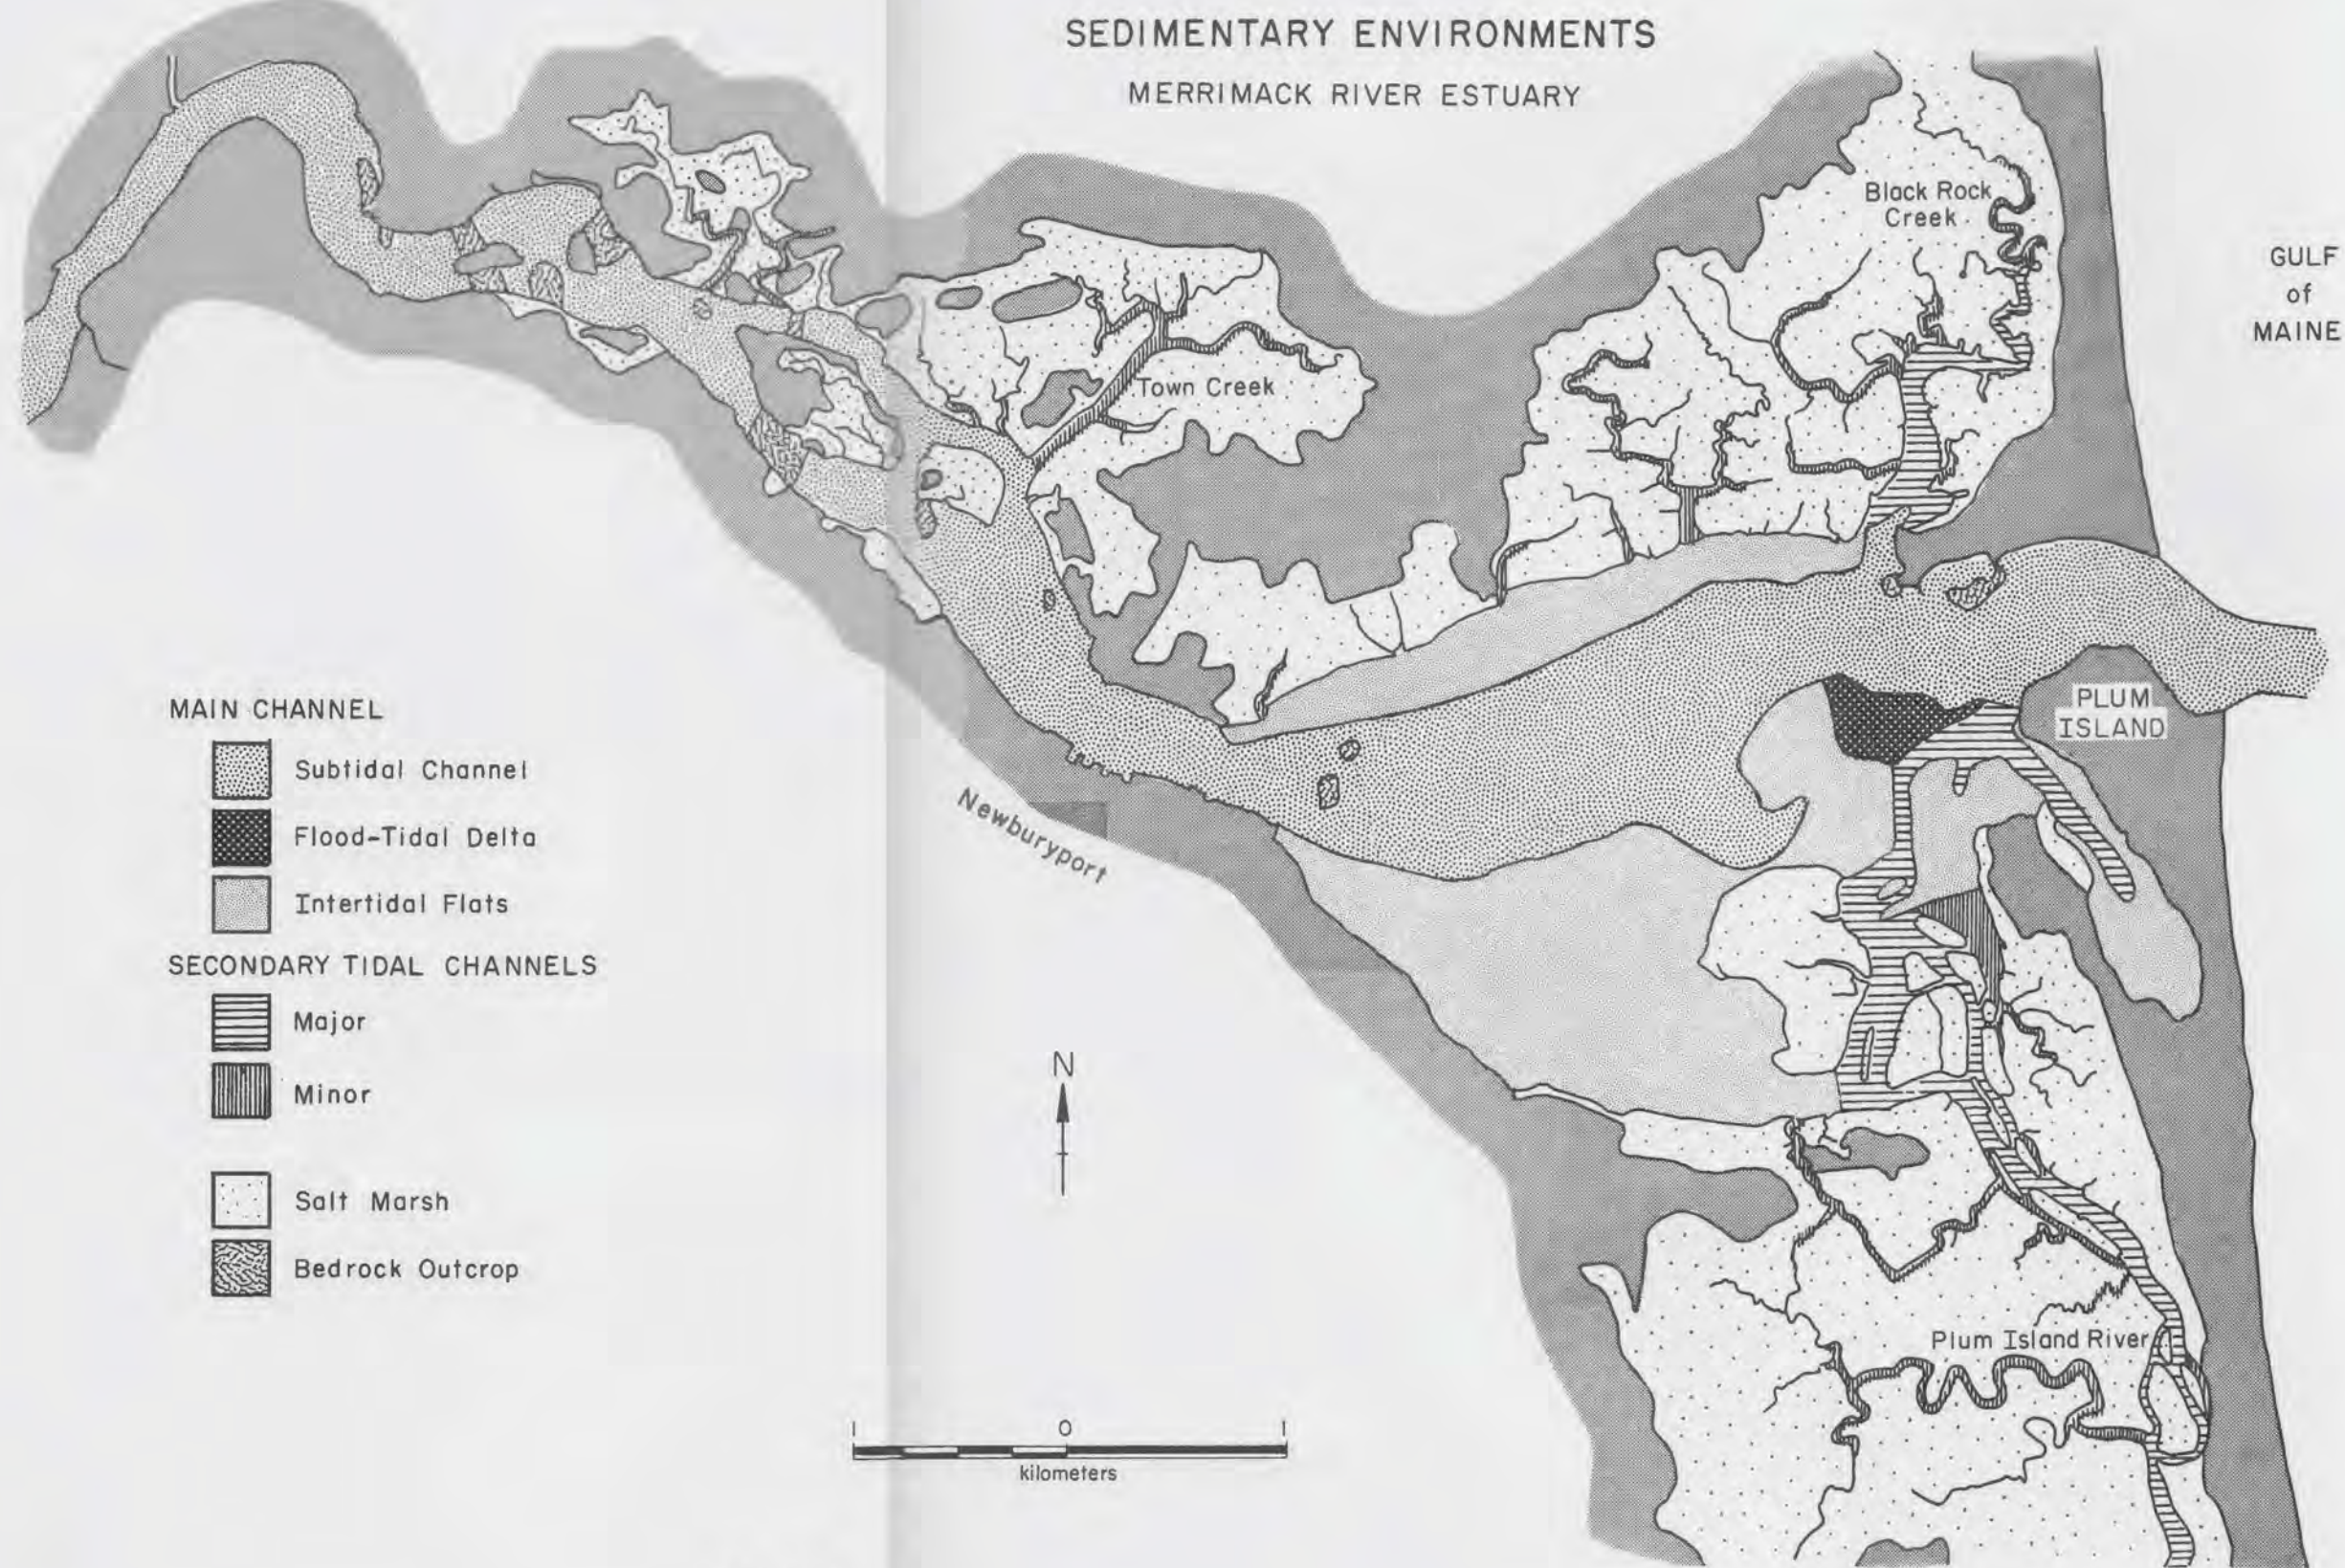 SEDIMENTARY ENVIRONMENTS
MERRIMACK RIVER ESTUARY
Black Rock
Creek
GULF
of
MAINE
Town Creek
PLUM
ISLAND
Newburyport
MAIN CHANNEL
Subtidal Channel
Flood-Tidal Delta
Intertidal Flats
SECONDARY TIDAL CHANNELS
Major
Minor
Salt Marsh
Bedrock Outcrop
N
Plum Island River
1 0 1
kilometers